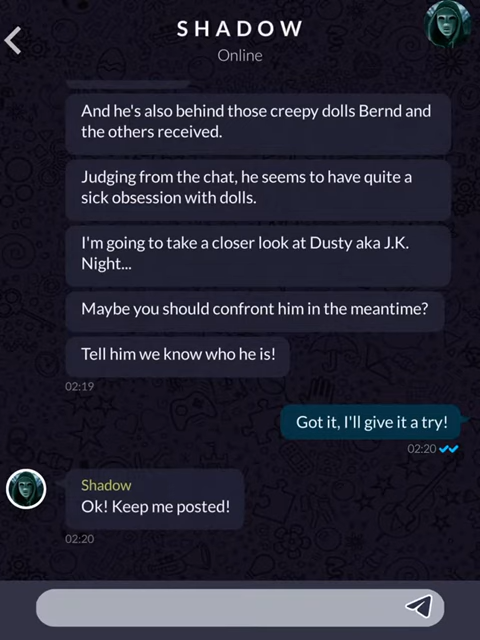 SHADOW
Online
And he's also behind those creepy dolls Bernd and
the others received.
Judging from the chat, he seems to have quite a
sick obsession with dolls.
I'm going to take a closer look at Dusty aka J.K.
Night...
Maybe you should confront him in the meantime?
Tell him we know who he is!
02:19
Got it, I'll give it a try!
02:20
Shadow
Ok! Keep me posted!
02:20